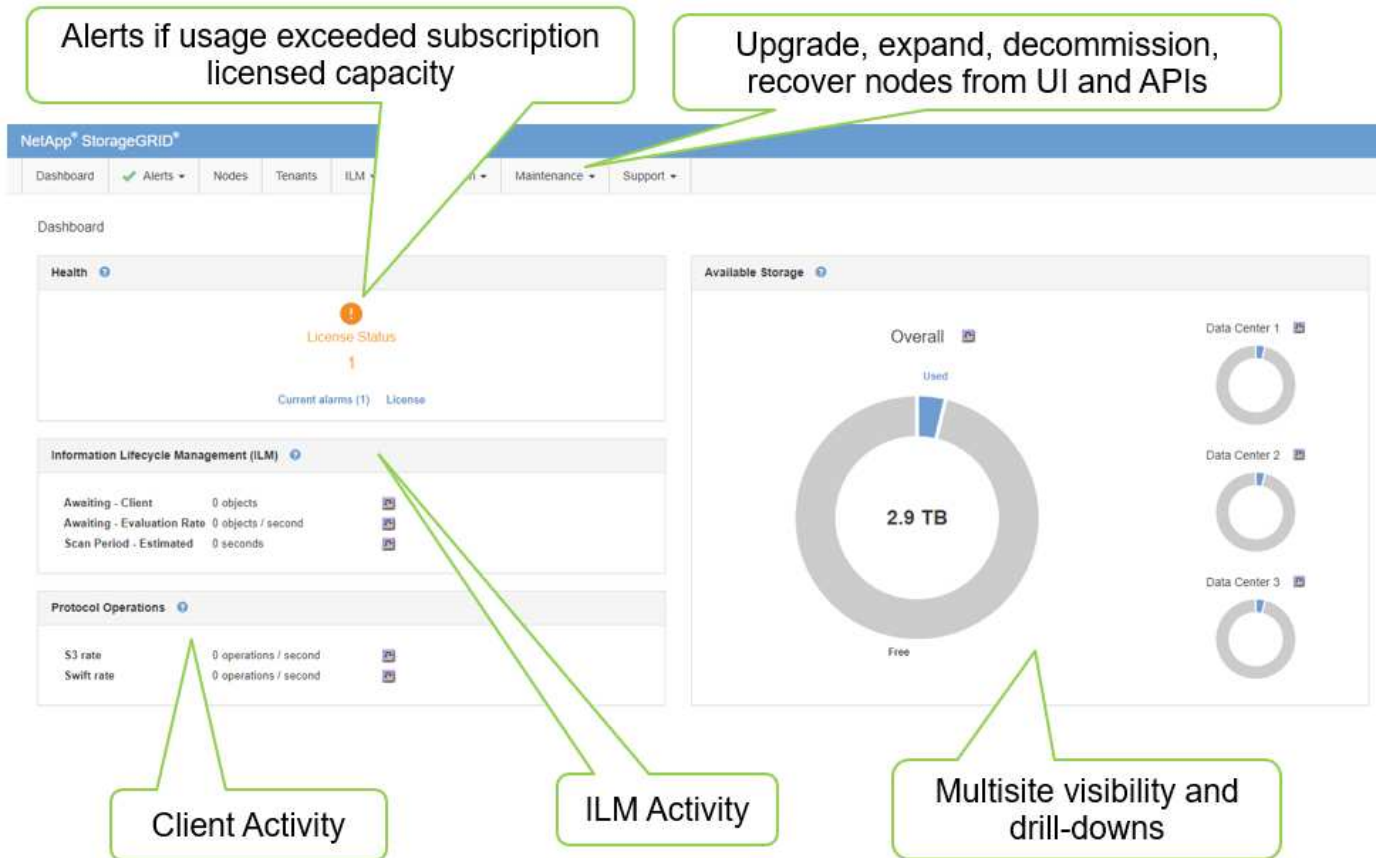 Alerts if usage exceeded subscription
licensed capacity
Upgrade, expand, decommission,
recover nodes from UI and APIs
NetApp® StorageGRID®
Dashboard
Alerts
Nodes
Tenants
ILM
Maintenance
Support
Dashboard
Health
License Status
1
Current alarms (1) License
Information Lifecycle Management (ILM)
Awaiting - Client 0 objects
Awaiting - Evaluation Rate 0 objects / second
Scan Period - Estimated 0 seconds
Protocol Operations
S3 rate 0 operations / second
Swift rate 0 operations / second
Available Storage
Overall
Used
2.9 TB
Free
Data Center 1
Data Center 2
Data Center 3
Client Activity
ILM Activity
Multisite visibility and
drill-downs